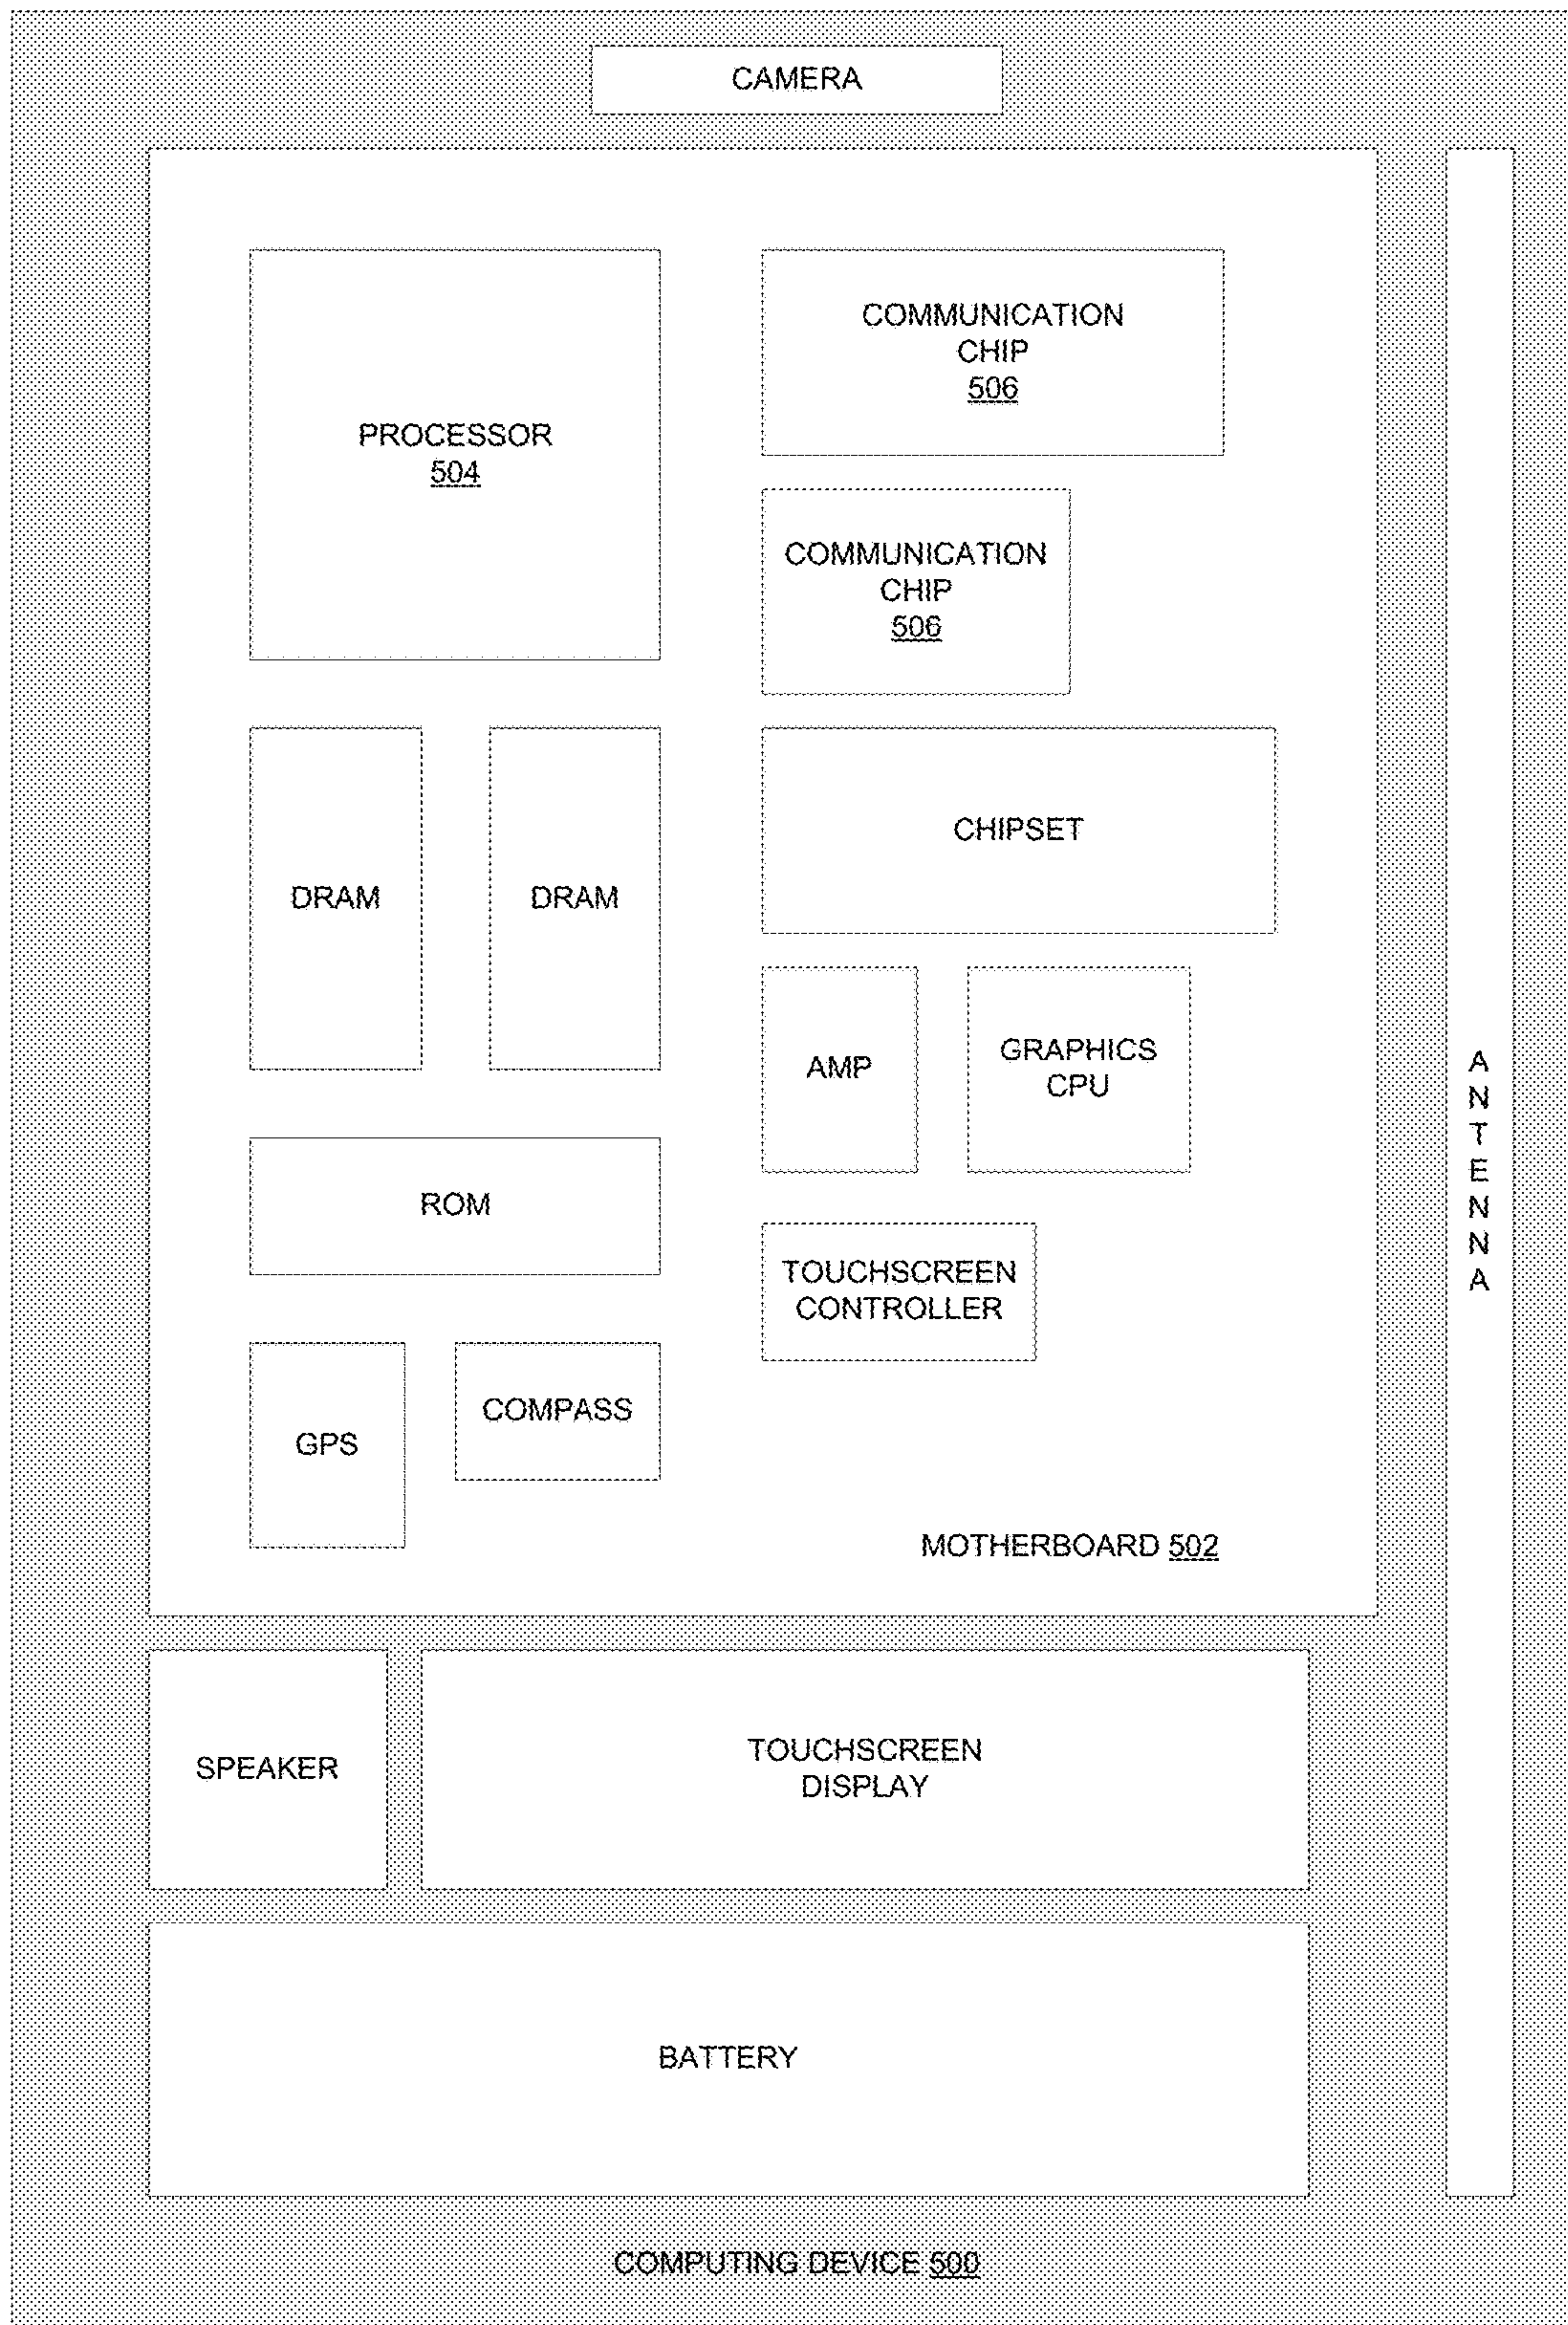 CAMERA
PROCESSOR
504
COMMUNICATION
CHIP
506
COMMUNICATION
CHIP
506
DRAM
DRAM
CHIPSET
AMP
GRAPHICS
CPU
ROM
TOUCHSCREEN
CONTROLLER
GPS
COMPASS
MOTHERBOARD 502
ANTENNA
SPEAKER
TOUCHSCREEN
DISPLAY
BATTERY
COMPUTING DEVICE 500